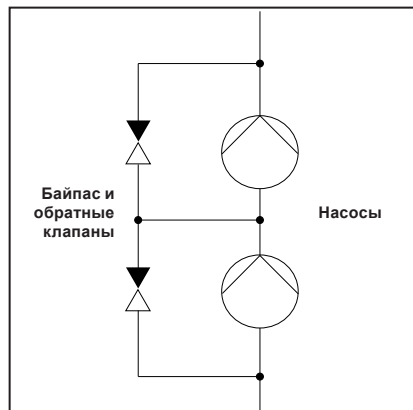 Байпас и
обратные
клапаны
Насосы